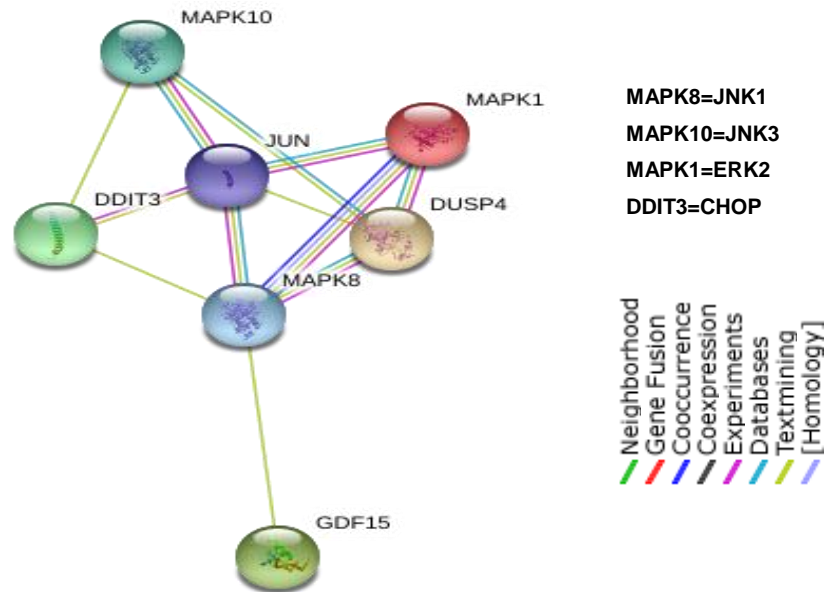 MAPK10
MAPK1
JUN
DDIT3
DUSP4
MAPK8
GDF15
MAPK8=JNK1
MAPK10=JNK3
MAPK1=ERK2
DDIT3=CHOP
Neighborhood
Gene Fusion
Cooccurrence
Coexpression
Experiments
Databases
Textmining
[Homology]